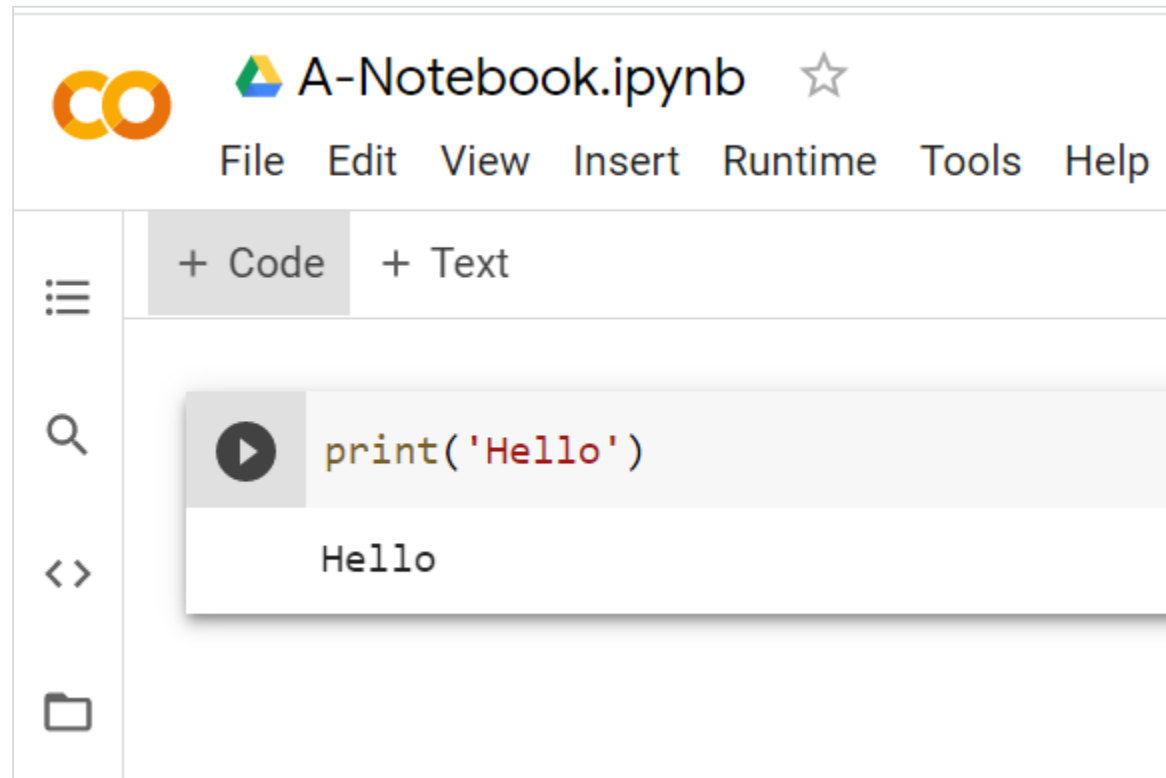 CO
A-Notebook.ipynb
File Edit View Insert Runtime Tools Help
+ Code + Text
print('Hello')
Hello